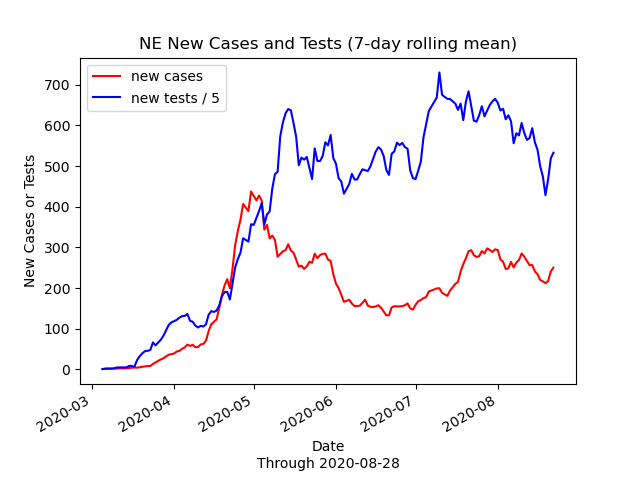 NE New Cases and Tests (7-day rolling mean)
new cases
new tests / 5
New Cases or Tests
700
600
500
400
300
200
100
0
2020-03
2020-04
2020-05
2020-06
2020-07
2020-08
Date
Through 2020-08-28